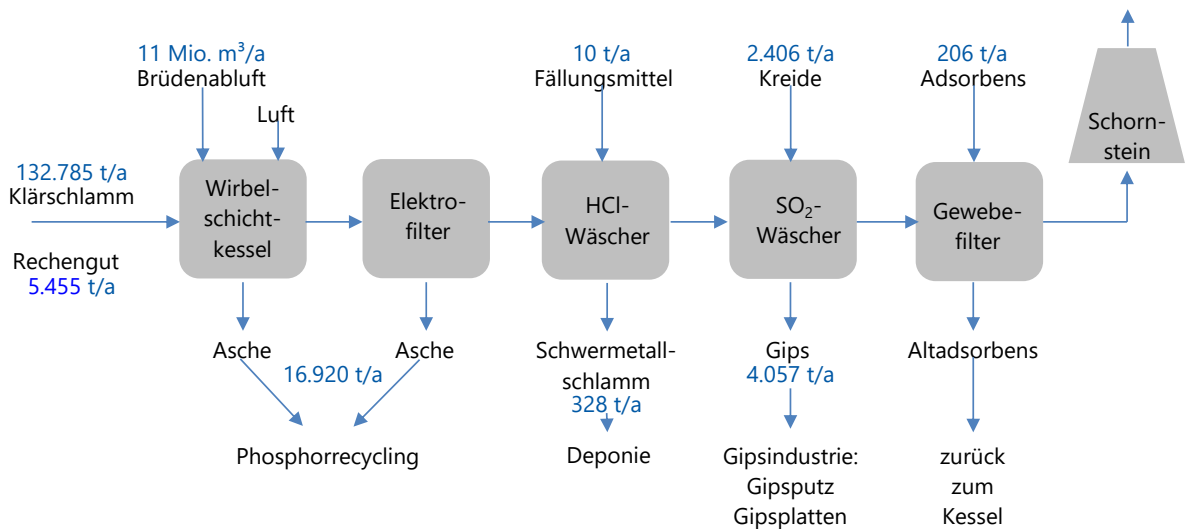 11 Mio. m³/a
Brüdenabluft
Luft
10 t/a
Fällungsmittel
2.406 t/a
Kreide
206 t/a
Adsorbens
Schorn-
stein
132.785 t/a
Klärschlamm
Rechengut
5.455 t/a
Wirbel-
schicht-
kessel
Elektro-
filter
HCl-
Wäscher
SO₂-
Wäscher
Gewebe-
filter
Asche
Asche
16.920 t/a
Phosphorrecycling
Schwermetall-
schlamm
328 t/a
Deponie
Gips
4.057 t/a
Gipsindustrie:
Gipsputz
Gipsplatten
Altadsorbens
zurück
zum
Kessel